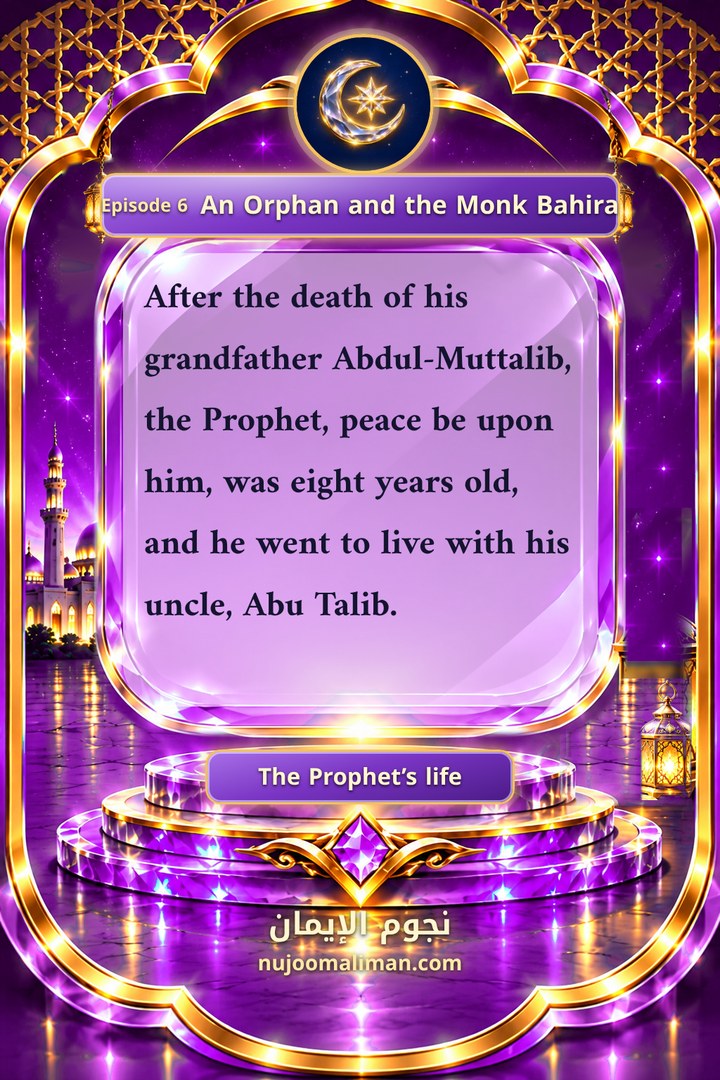 Episode 6 An Orphan and the Monk Bahira
After the death of his
grandfather Abdul-Muttalib,
the Prophet, peace be upon
him, was eight years old,
and he went to live with his
uncle, Abu Talib.
The Prophet’s life
نجوم الإيمان
nujoomaliman.com